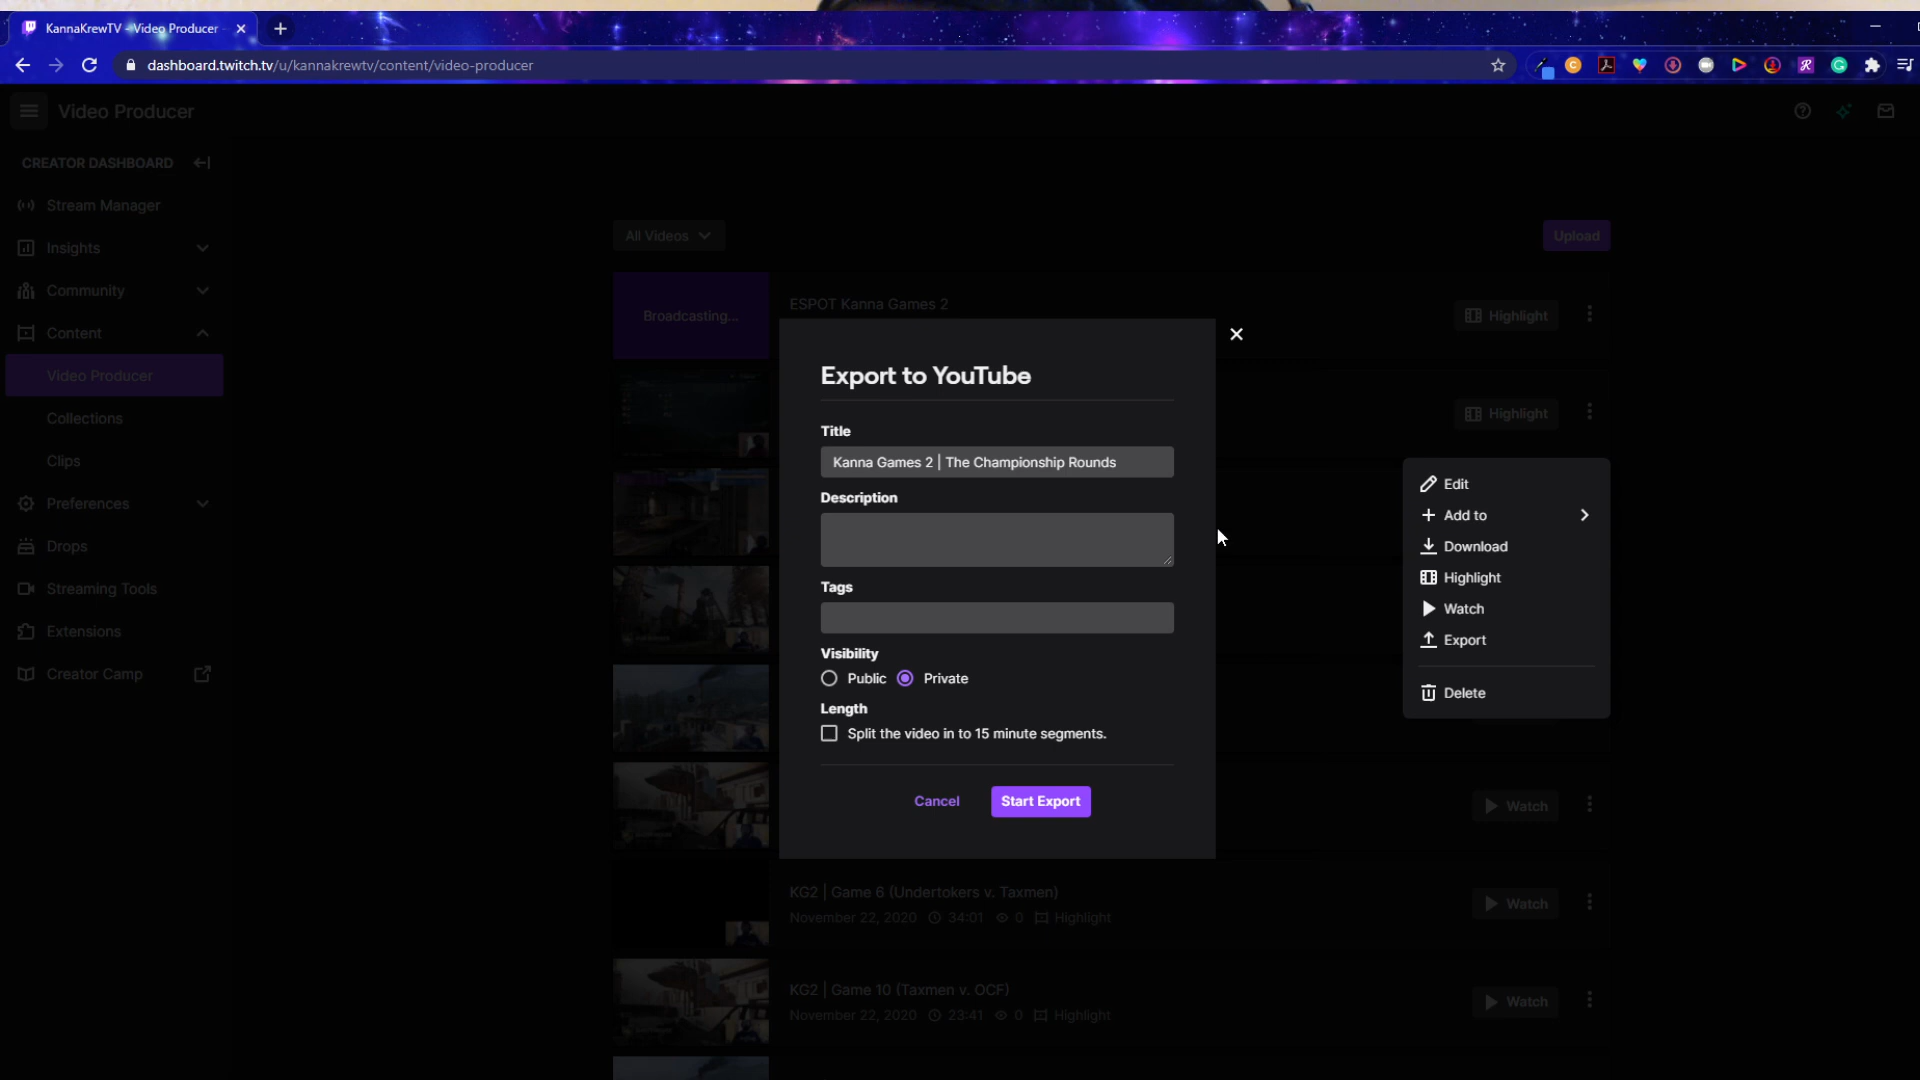 KannaKrewTV - Video Producer
dashboard.twitch.tv/u/kannakrewtv/content/video-producer
Video Producer
CREATOR DASHBOARD
Stream Manager
Insights
Community
Content
Video Producer
Collections
Clips
Preferences
Drops
Streaming Tools
Extensions
Creator Camp
All Videos
Upload
Broadcasting...
ESPOT Kanna Games 2
Highlight
Highlight
Export to YouTube
Title
Kanna Games 2 | The Championship Rounds
Description
Tags
Visibility
Public
Private
Length
Split the video in to 15 minute segments.
Cancel
Start Export
Edit
Add to
Download
Highlight
Watch
Export
Delete
Watch
KG2 | Game 6 (Undertokers v. Taxmen)
November 22, 2020 34:01 0 Highlight
Watch
KG2 | Game 10 (Taxmen v. OCF)
November 22, 2020 23:41 0 Highlight
Watch